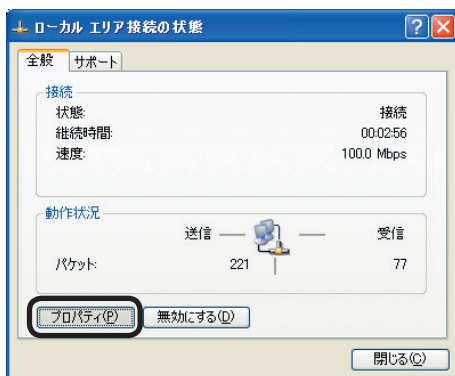 ローカル エリア接続の状態
全般 サポート
接続
状態: 接続
継続時間: 00:02:56
速度: 100.0 Mbps
動作状況
送信 受信
パケット: 221 77
プロパティ(P) 無効にする(D)
閉じる(C)